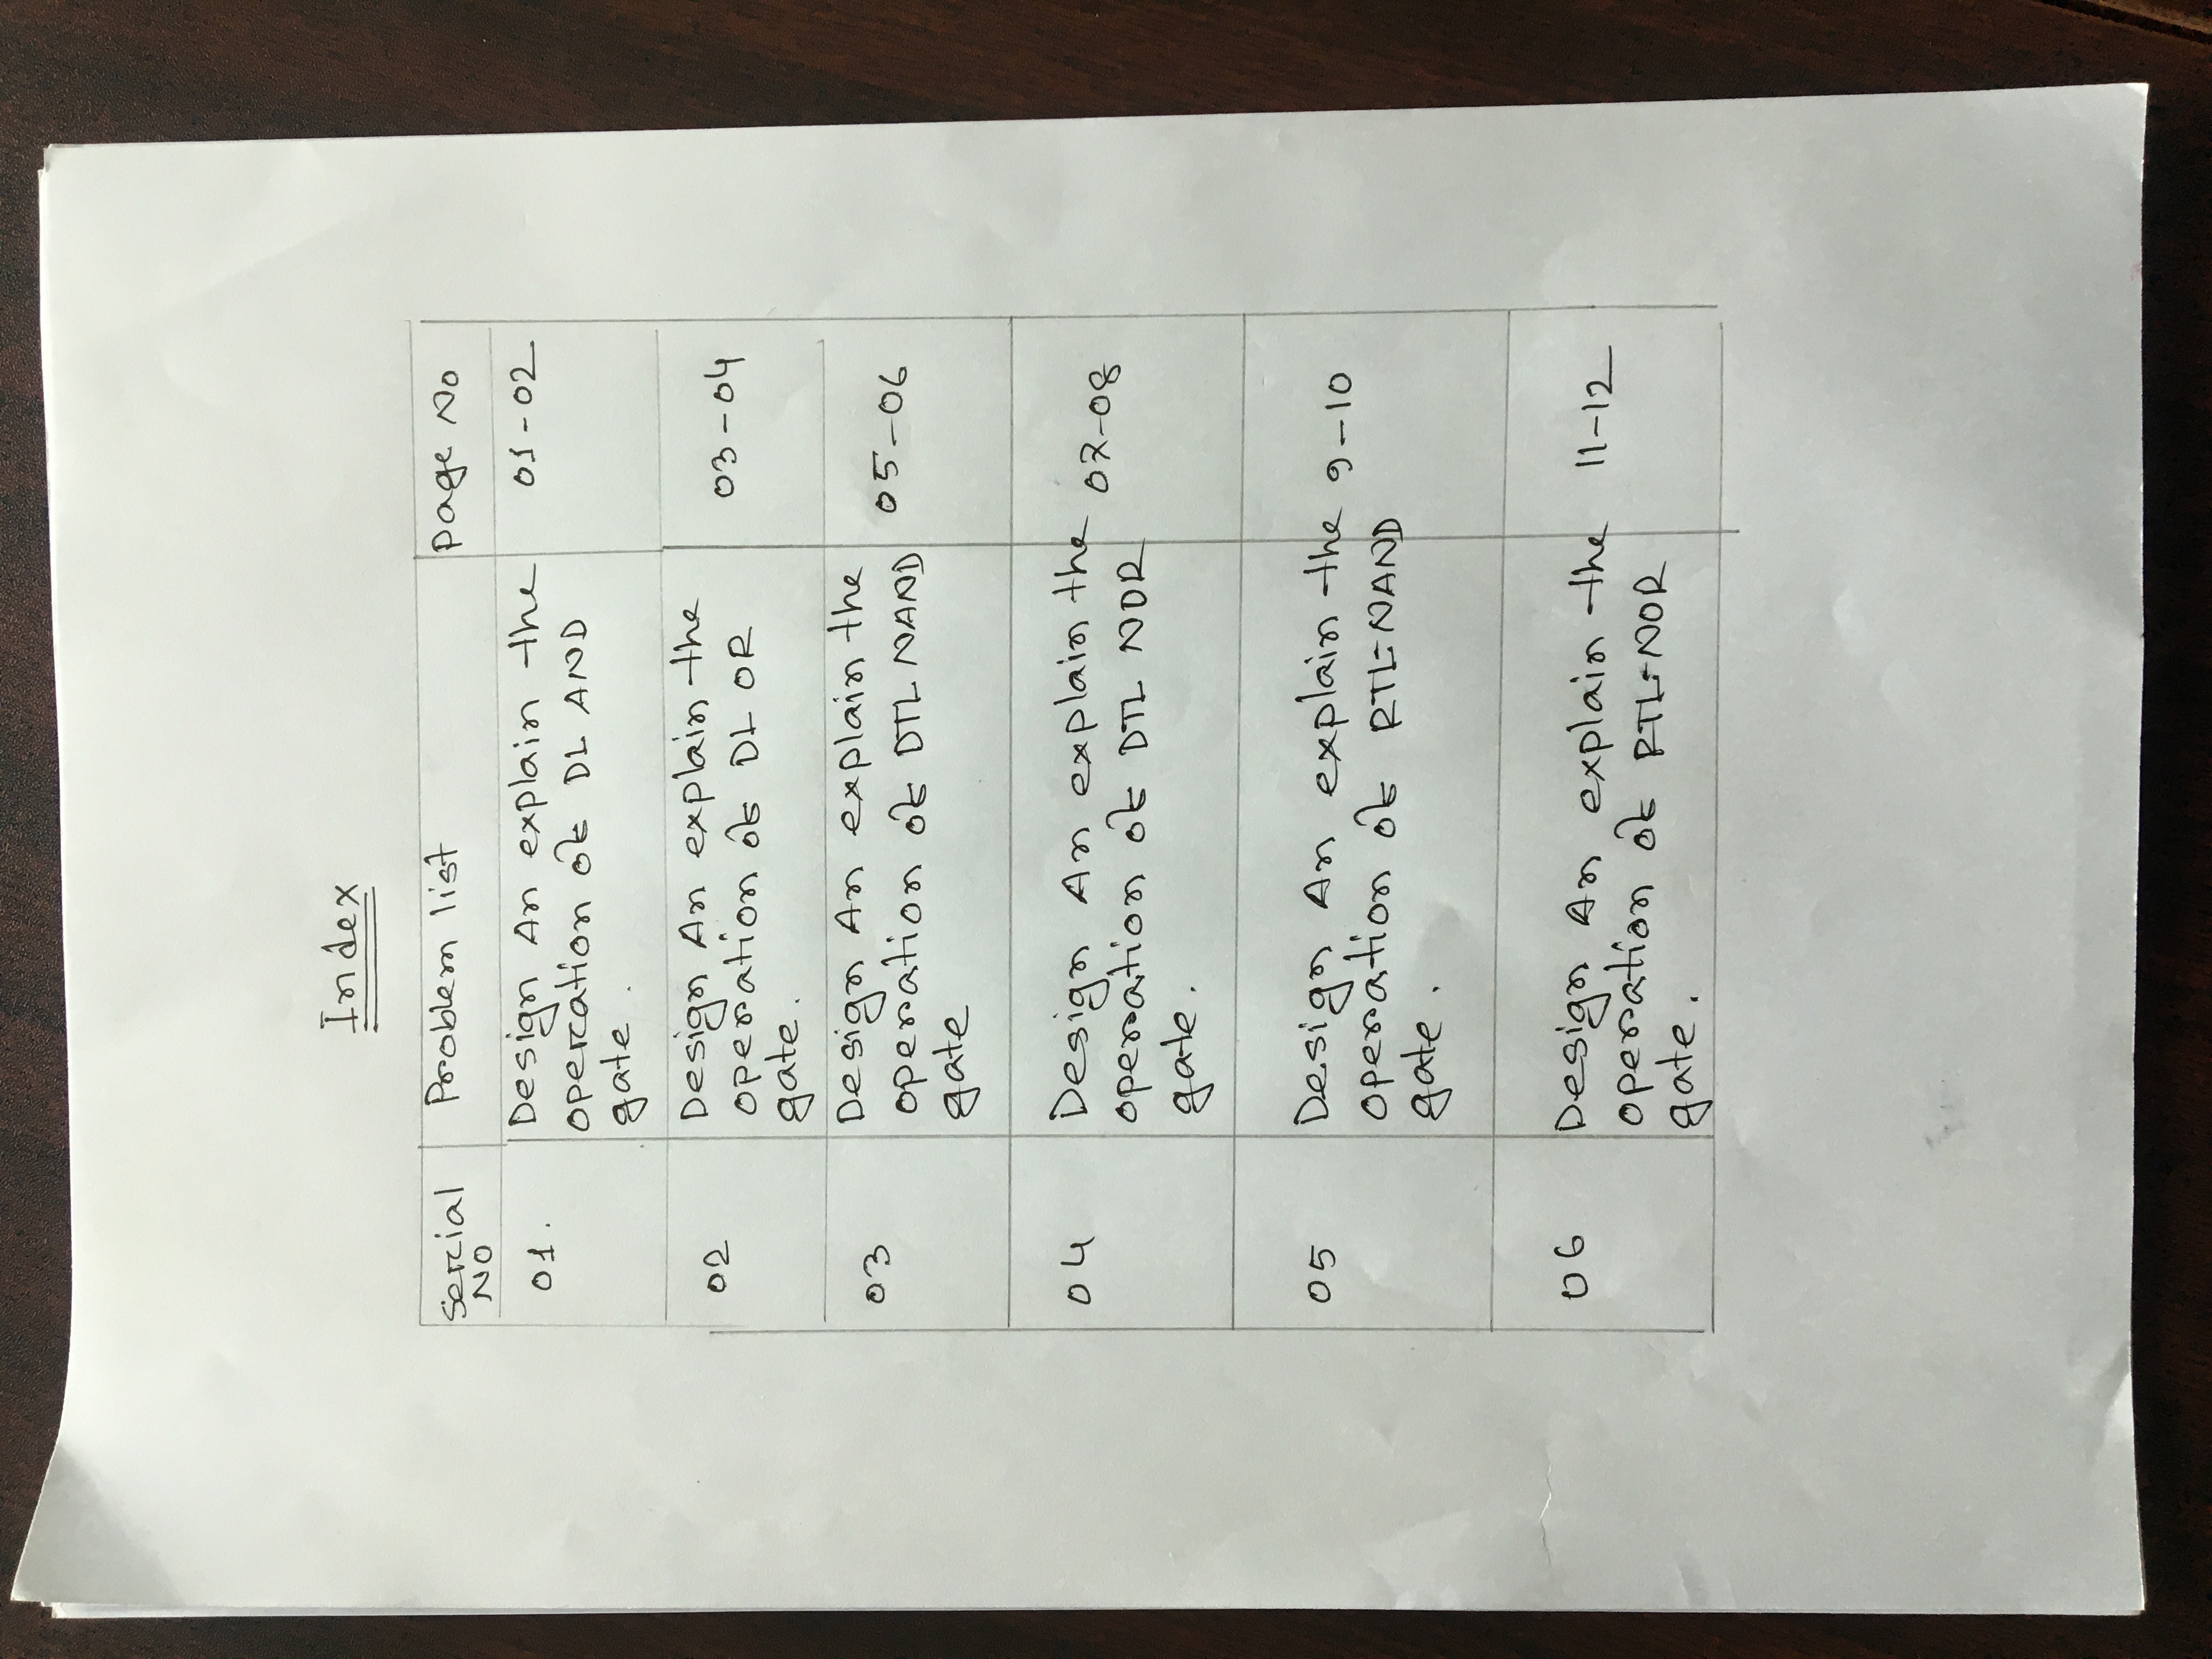 Index
Serial Problem list Page No
NO
01. Design An explain the 01-02
operation of DL AND
gate.
02 Design An explain the 03-04
operation of DL OR
gate.
03 Design An explain the 05-06
operation of DTL NAND
gate
04 Design An explain the 07-08
operation of DTL NOR
gate.
05 Design An explain the 9-10
operation of RTL-NAND
gate.
06 Design An explain the 11-12
operation of RTL-NOR
gate.